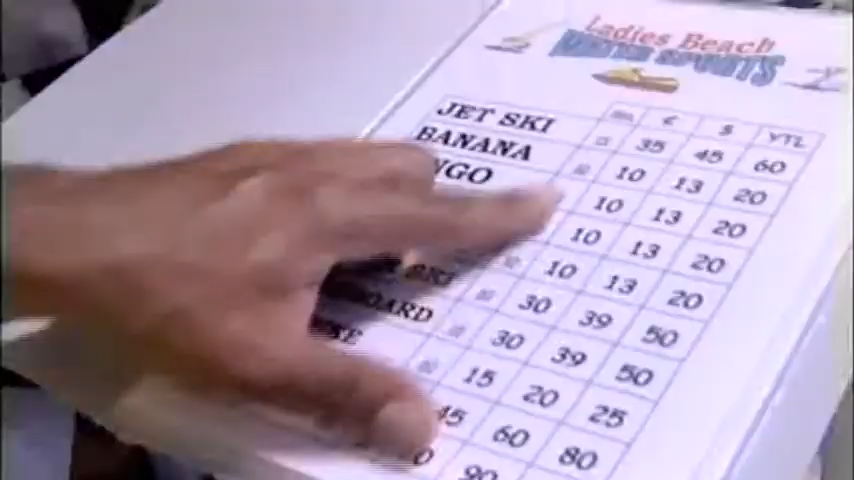 Ladies Beach
WATER SPORTS
€ $ YTL
JET SKI 35 45 60
BANANA 10 13 20
NGO 10 13 20
10 13 20
10 13 20
SKI 30 39 50
BOARD 30 39 50
15 20 25
45 60 80
0 90